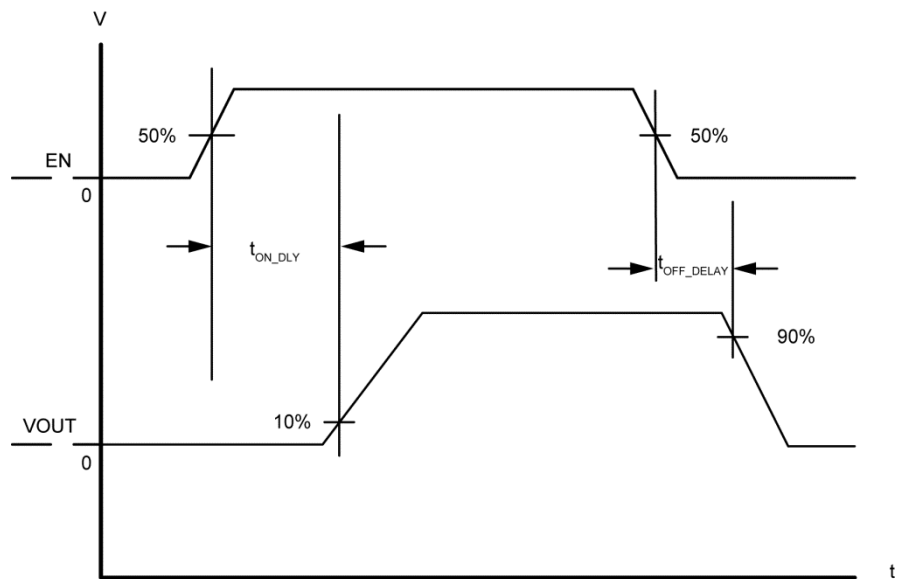 V
50%
50%
EN
0
tON_DLY
tOFF_DELAY
90%
10%
VOUT
0
t